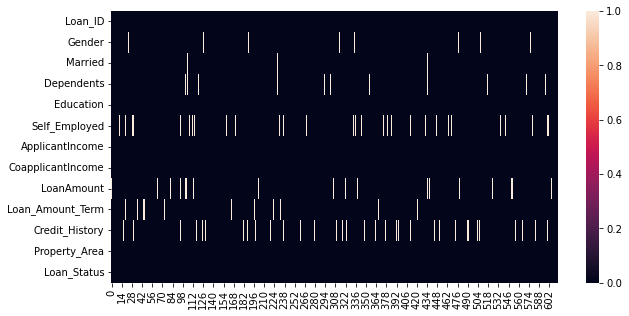 Loan_ID
Gender
Married
Dependents
Education
Self_Employed
ApplicantIncome
CoapplicantIncome
LoanAmount
Loan_Amount_Term
Credit_History
Property_Area
Loan_Status
0 14 28 42 56 70 84 98 112 126 140 154 168 182 196 210 224 238 252 266 280 294 308 322 336 350 364 378 392 406 420 434 448 462 476 490 504 518 532 546 560 574 588 602
1.0
0.8
0.6
0.4
0.2
0.0